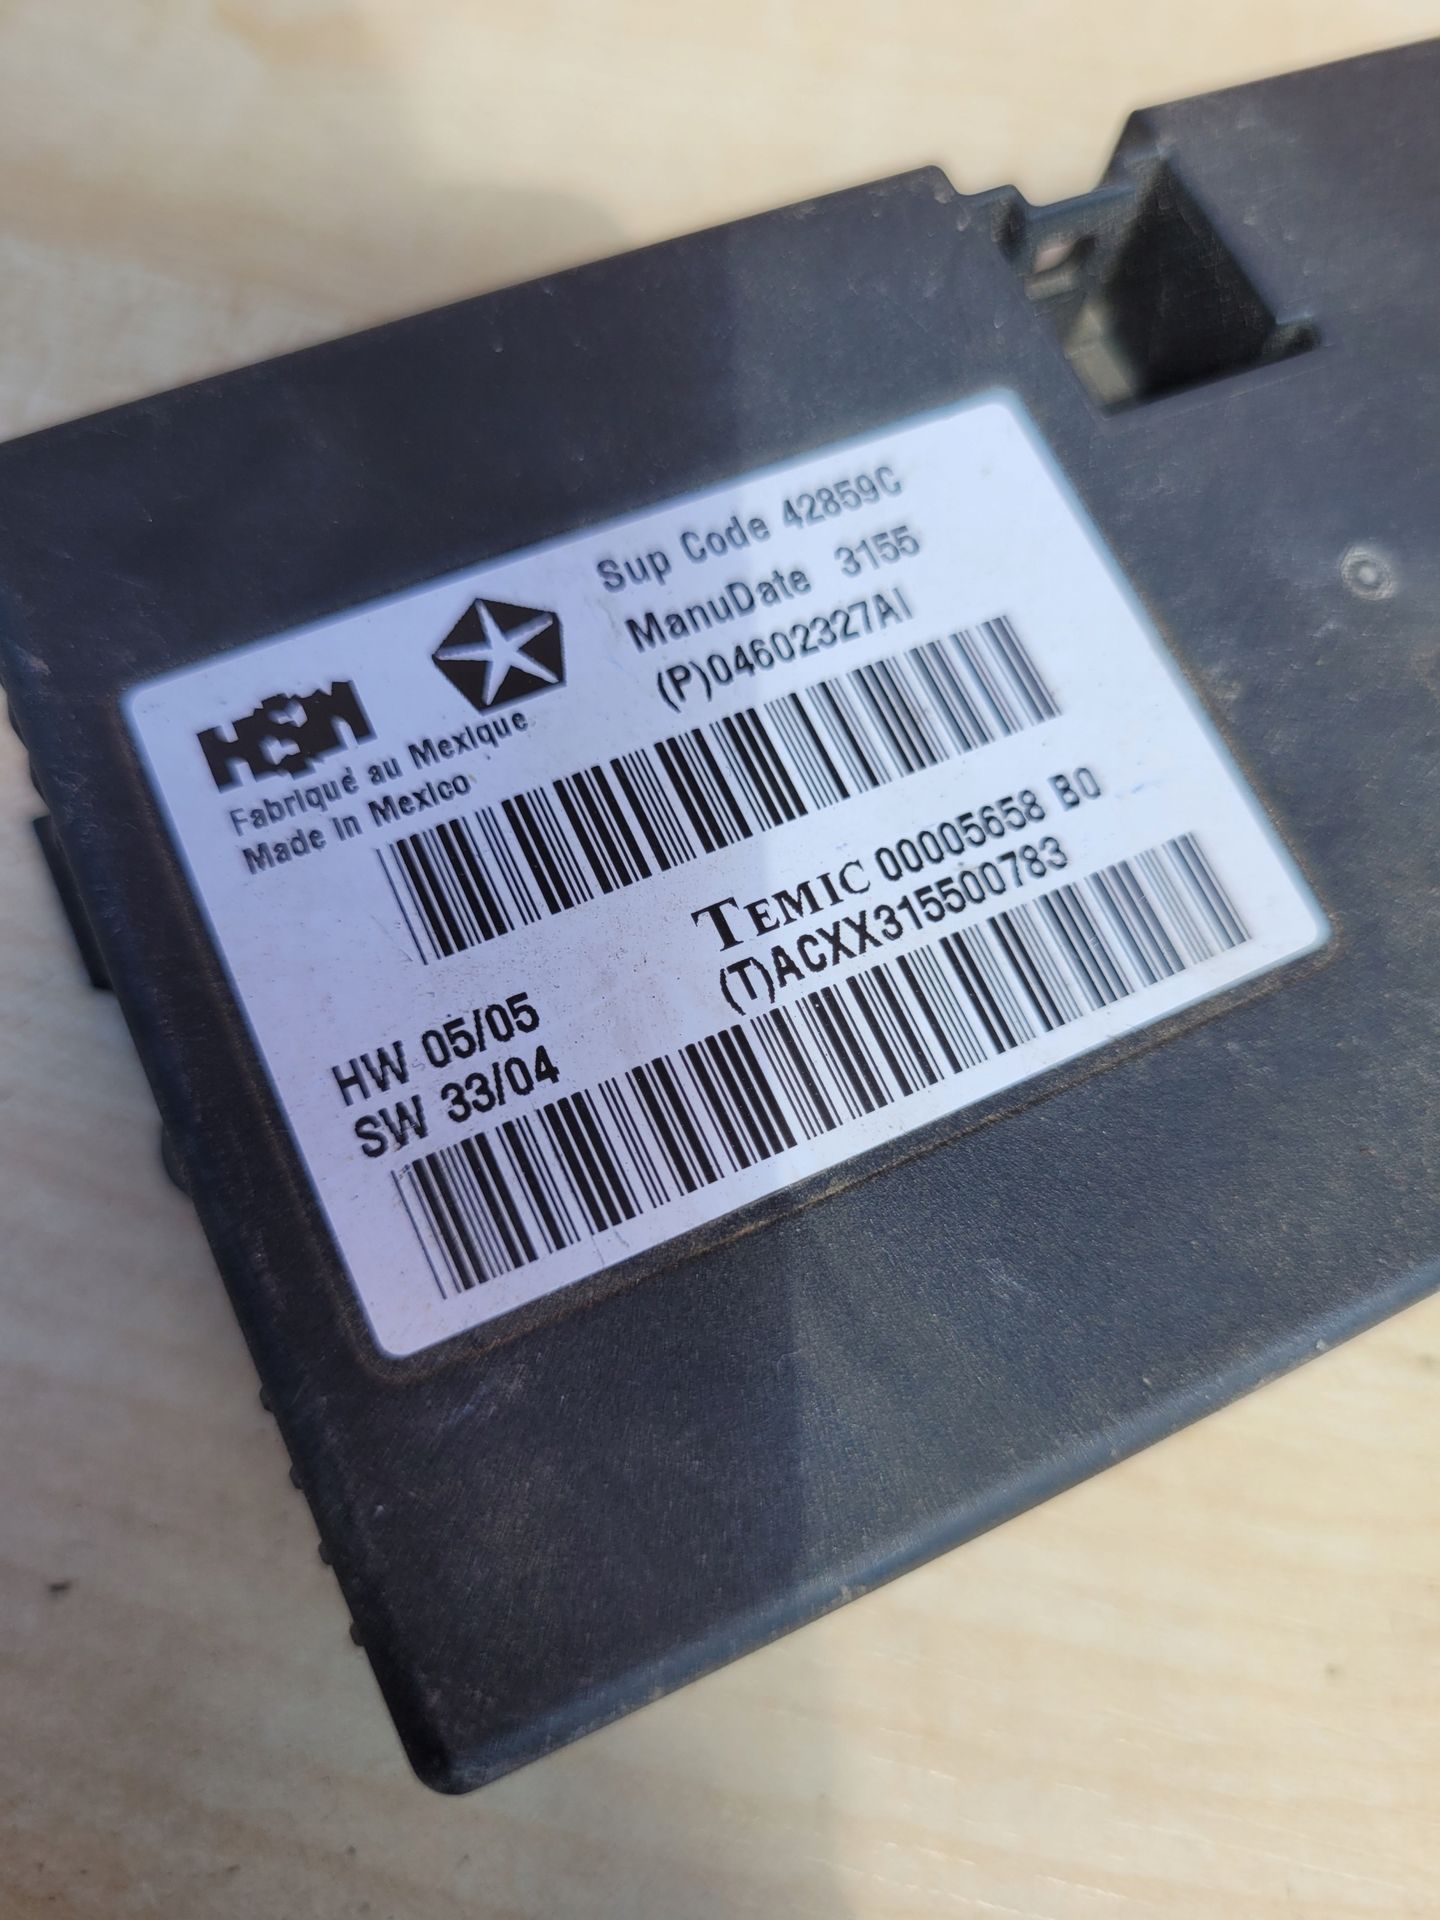 Sup Code 42859C
ManuDate 3155
(P)04602327AI
Fabriqué au Mexique
Made In Mexico
TEMIC 00005658 B0
(T)ACXX315500783
HW 05/05
SW 33/04